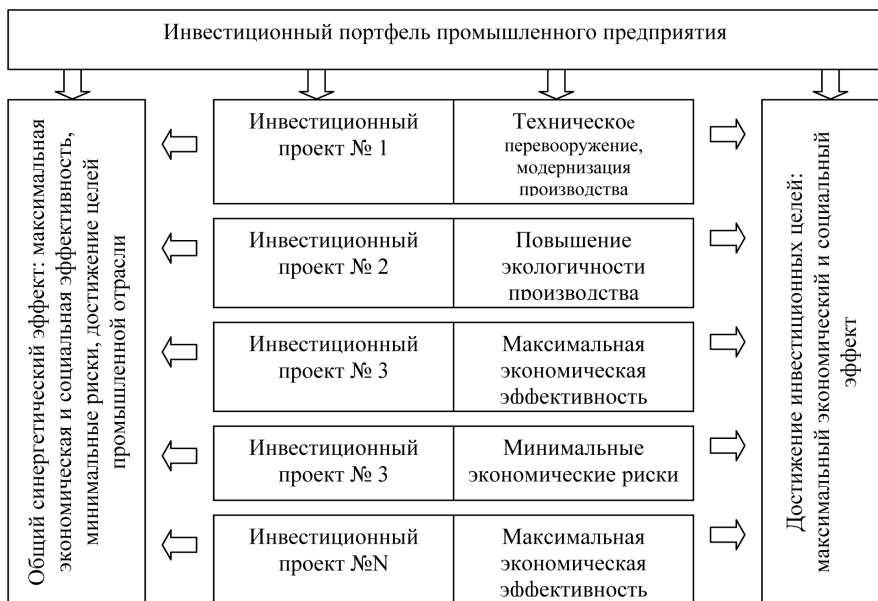 Инвестиционный портфель промышленного предприятия
Общий синергетический эффект: максимальная
экономическая и социальная эффективность,
минимальные риски, достижение целей
промышленной отрасли
Инвестиционный
проект № 1
Техническое
перевооружение,
модернизация
производства
Инвестиционный
проект № 2
Повышение
экологичности
производства
Инвестиционный
проект № 3
Максимальная
экономическая
эффективность
Инвестиционный
проект № 3
Минимальные
экономические риски
Инвестиционный
проект №N
Максимальная
экономическая
эффективность
Достижение инвестиционных целей:
максимальный экономический и социальный
эффект